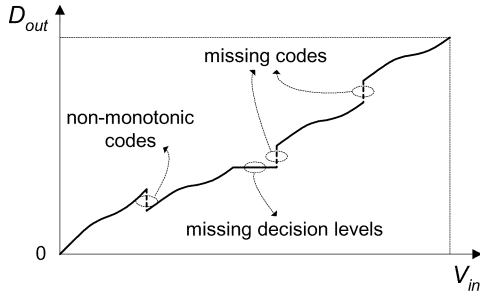 D_out
missing codes
non-monotonic
codes
missing decision levels
0
V_in